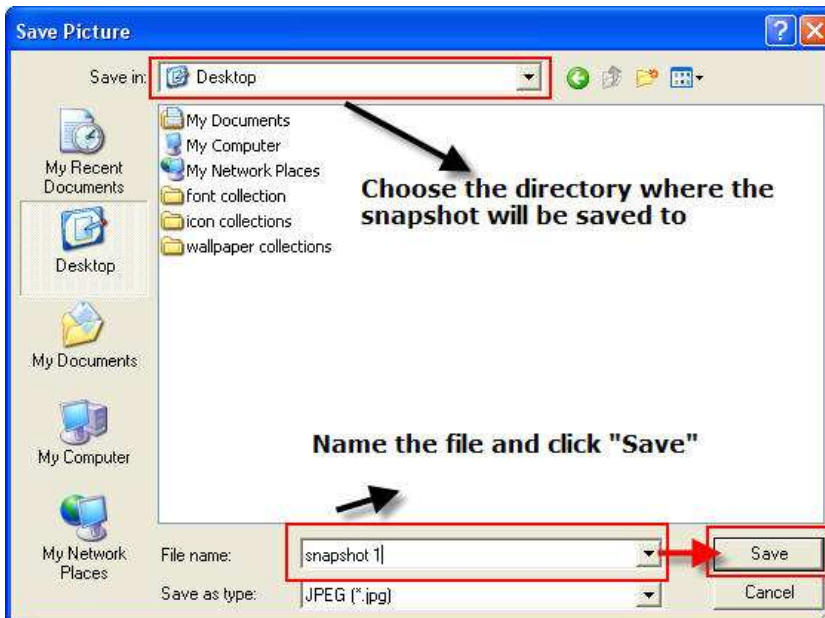 Save Picture
Save in:
Desktop
My Documents
My Computer
My Network Places
font collection
icon collections
wallpaper collections
My Recent
Documents
Desktop
My Documents
My Computer
My Network
Places
Choose the directory where the
snapshot will be saved to
Name the file and click "Save"
File name:
snapshot 1
Save
Save as type:
JPEG (*.jpg)
Cancel